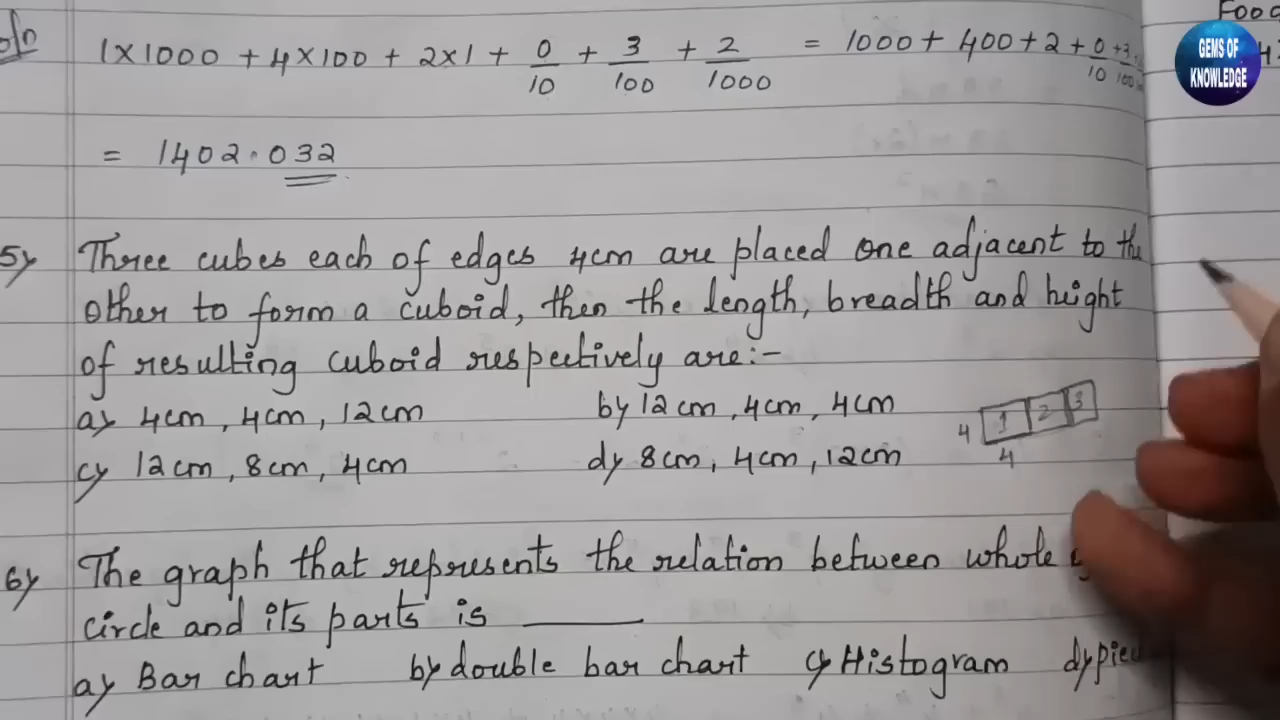 1×1000 + 4×100 + 2×1 + 0/10 + 3/100 + 2/1000 = 1000 + 400 + 2 + 0/10 + 3/100
= 1402.032
5) Three cubes each of edges 4cm are placed one adjacent to the
other to form a cuboid, then the length, breadth and height
of resulting cuboid respectively are:-
a) 4cm, 4cm, 12cm b) 12cm, 4cm, 4cm
c) 12cm, 8cm, 4cm d) 8cm, 4cm, 12cm
4 1 2 3
4
6) The graph that represents the relation between whole
circle and its parts is ______
a) Bar chart b) double bar chart c) Histogram d)
GEMS OF
KNOWLEDGE